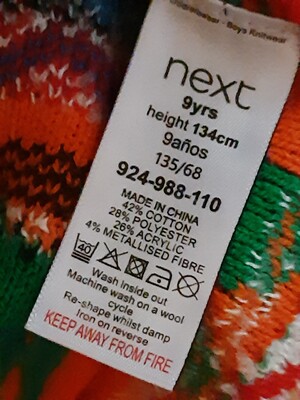 Boys Knitwear
next
9yrs
height 134cm
9años
135/68
924-988-110
MADE IN CHINA
42% COTTON
28% POLYESTER
26% ACRYLIC
4% METALLISED FIBRE
40
Wash inside out
Machine wash on a wool
cycle
Re-shape whilst damp
Iron on reverse
KEEP AWAY FROM FIRE